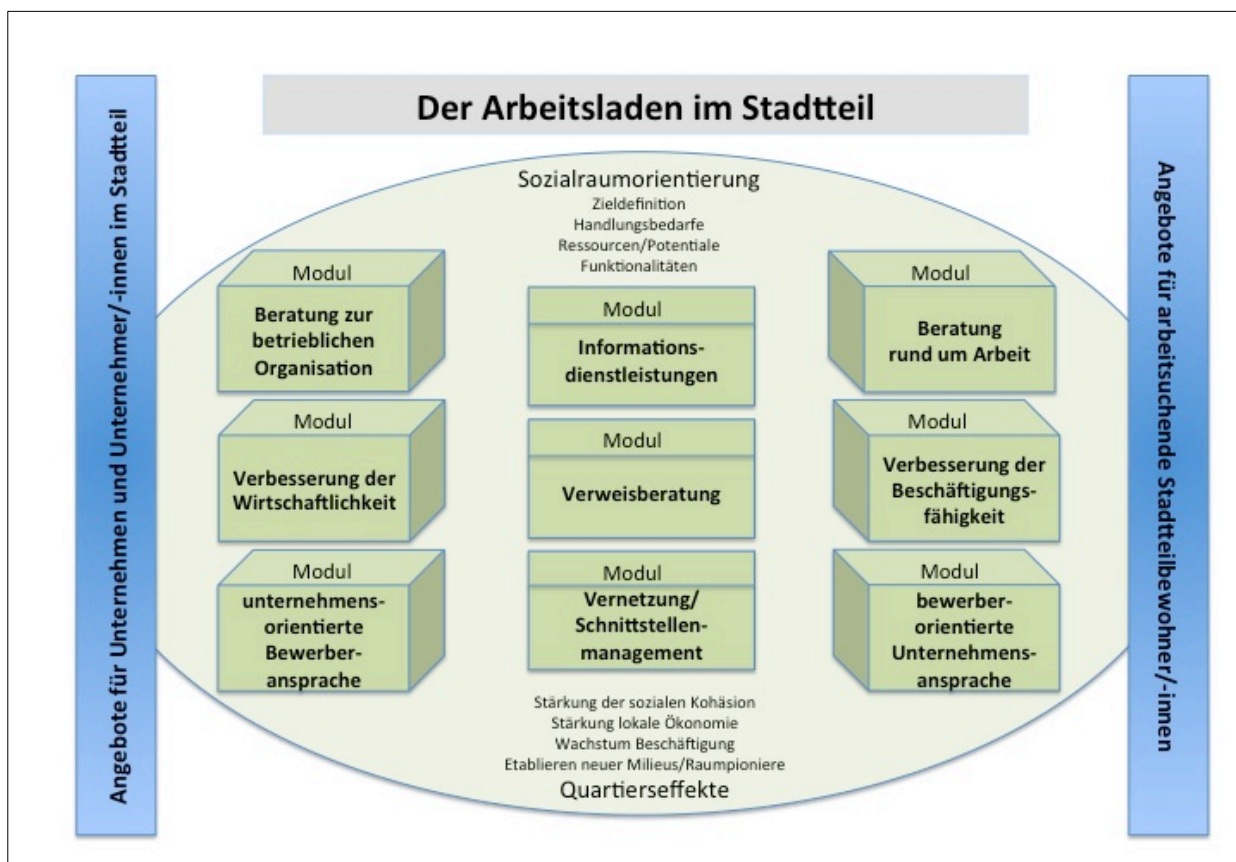 Der Arbeitsladen im Stadtteil
Angebote für Unternehmen und Unternehmer/-innen im Stadtteil
Sozialraumorientierung
Zieldefinition
Handlungsbedarfe
Ressourcen/Potentiale
Funktionalitäten
Modul
Beratung zur
betrieblichen
Organisation
Modul
Verbesserung der
Wirtschaftlichkeit
Modul
unternehmens-
orientierte
Bewerber-
ansprache
Modul
Informations-
dienstleistungen
Modul
Verweisberatung
Modul
Vernetzung/
Schnittstellen-
management
Modul
Beratung
rund um Arbeit
Modul
Verbesserung der
Beschäftigungs-
fähigkeit
Modul
bewerber-
orientierte
Unternehmens-
ansprache
Stärkung der sozialen Kohäsion
Stärkung lokale Ökonomie
Wachstum Beschäftigung
Etablieren neuer Milieus/Raumpioniere
Quartierseffekte
Angebote für arbeitsuchende Stadtteilbewohner/-innen